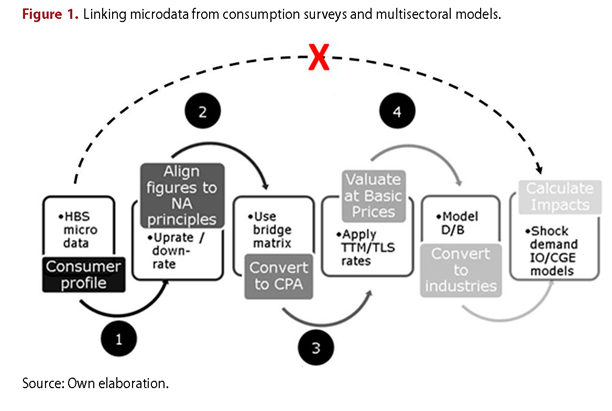 Figure 1. Linking microdata from consumption surveys and multisectoral models.
X
2
4
Align
figures to
NA
principles
Valuate
at Basic
Prices
Calculate
Impacts
•HBS
micro
data
•Uprate /
down-
rate
•Use
bridge
matrix
•Apply
TTM/TLS
rates
•Model
D/B
•Shock
demand
IO/CGE
models
Consumer
profile
Convert
to CPA
Convert
to
industries
1
3
Source: Own elaboration.